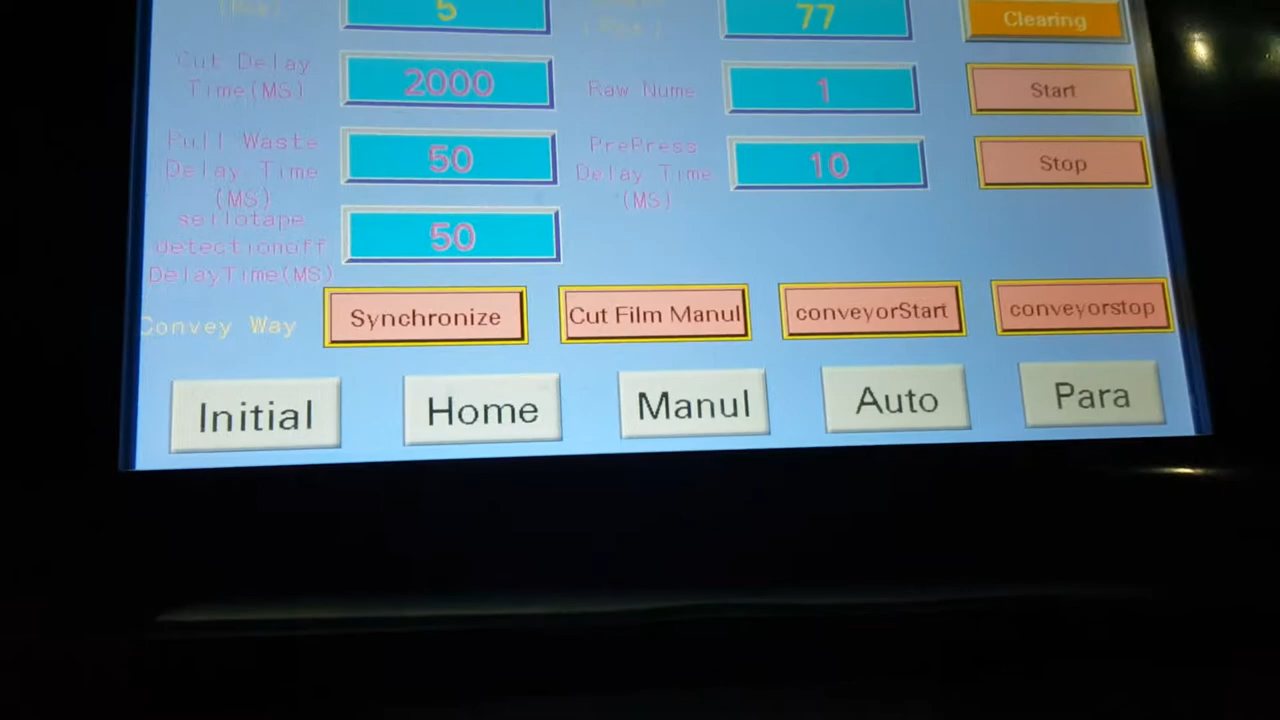 5
77
Clearing
Cut Delay
Time(MS)
2000
Raw Nume
1
Start
Pull Waste
Delay Time
(MS)
50
PrePress
Delay Time
(MS)
10
Stop
sellotape
detectionoff
DelayTime(MS)
50
Convey Way
Synchronize
Cut Film Manul
conveyorStart
conveyorstop
Initial
Home
Manul
Auto
Para